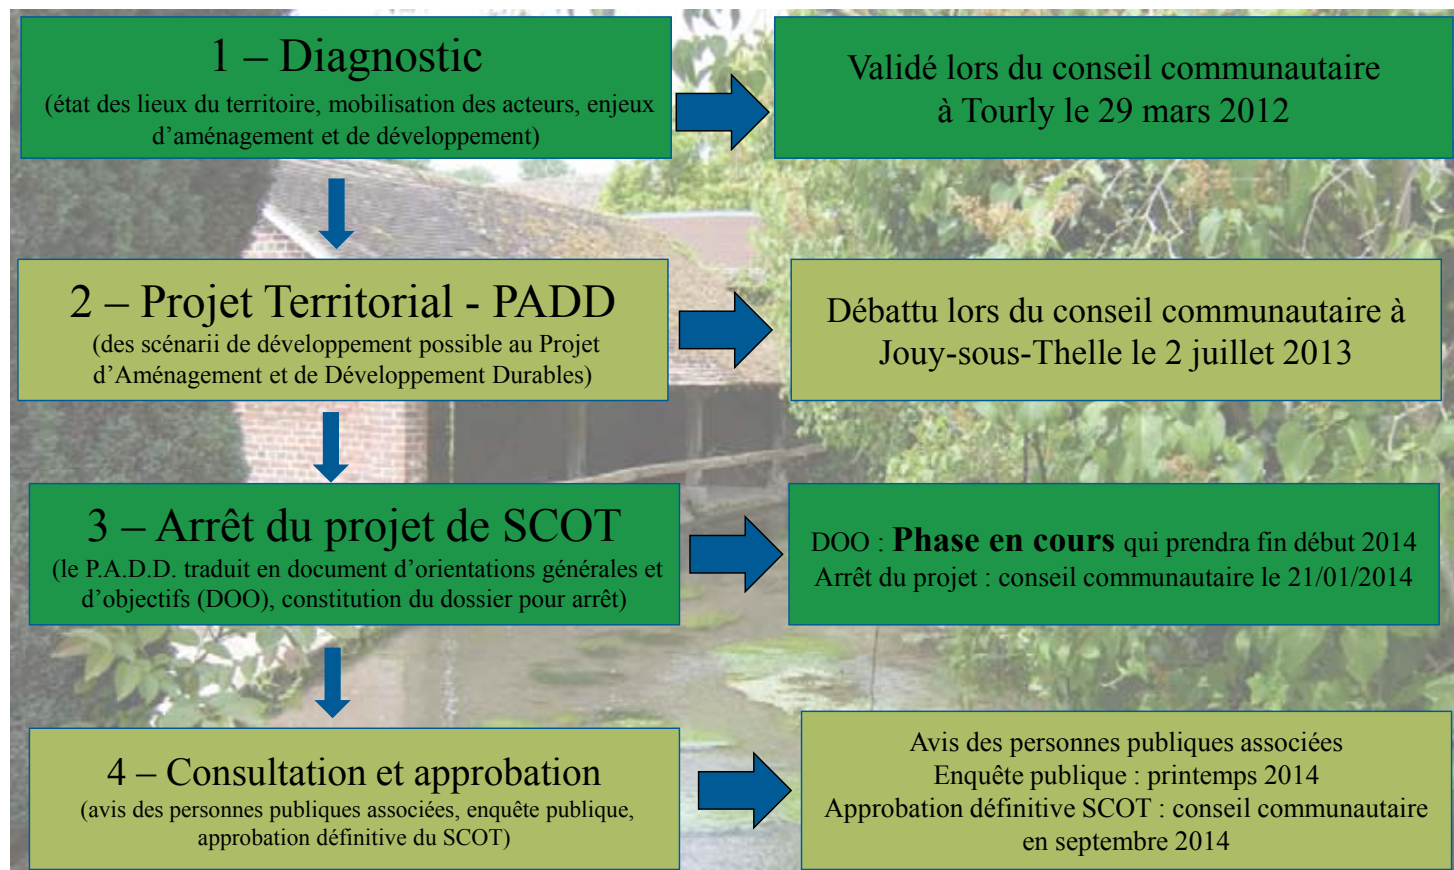 1 – Diagnostic
(état des lieux du territoire, mobilisation des acteurs, enjeux
d’aménagement et de développement)
Validé lors du conseil communautaire
à Tourly le 29 mars 2012
2 – Projet Territorial - PADD
(des scénarii de développement possible au Projet
d’Aménagement et de Développement Durables)
Débattu lors du conseil communautaire à
Jouy-sous-Thelle le 2 juillet 2013
3 – Arrêt du projet de SCOT
(le P.A.D.D. traduit en document d’orientations générales et
d’objectifs (DOO), constitution du dossier pour arrêt)
DOO : Phase en cours qui prendra fin début 2014
Arrêt du projet : conseil communautaire le 21/01/2014
4 – Consultation et approbation
(avis des personnes publiques associées, enquête publique,
approbation définitive du SCOT)
Avis des personnes publiques associées
Enquête publique : printemps 2014
Approbation définitive SCOT : conseil communautaire
en septembre 2014